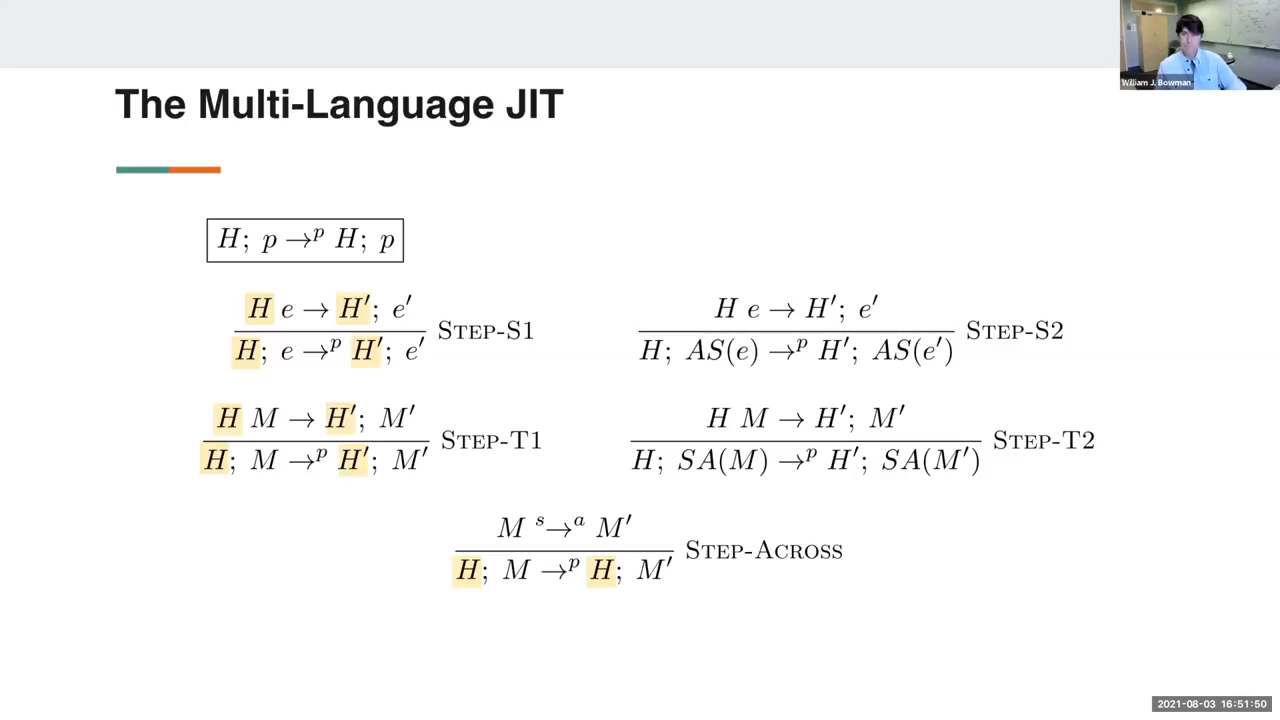 The Multi-Language JIT
William J. Bowman
H; p →ᵖ H; p
H e → H′; e′
H; e →ᵖ H′; e′
STEP-S1
H e → H′; e′
H; AS(e) →ᵖ H′; AS(e′)
STEP-S2
H M → H′; M′
H; M →ᵖ H′; M′
STEP-T1
H M → H′; M′
H; SA(M) →ᵖ H′; SA(M′)
STEP-T2
M ˢ→ᵃ M′
H; M →ᵖ H; M′
STEP-ACROSS
2021-08-03 16:51:50